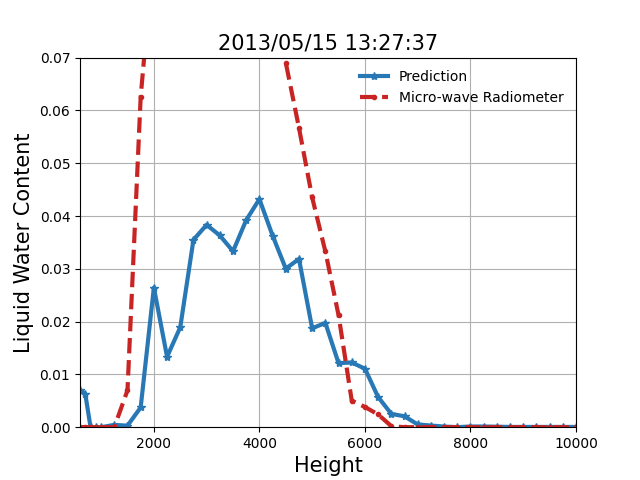 2013/05/15 13:27:37
Prediction
Micro-wave Radiometer
Liquid Water Content
0.07
0.06
0.05
0.04
0.03
0.02
0.01
0.00
2000 4000 6000 8000 10000
Height